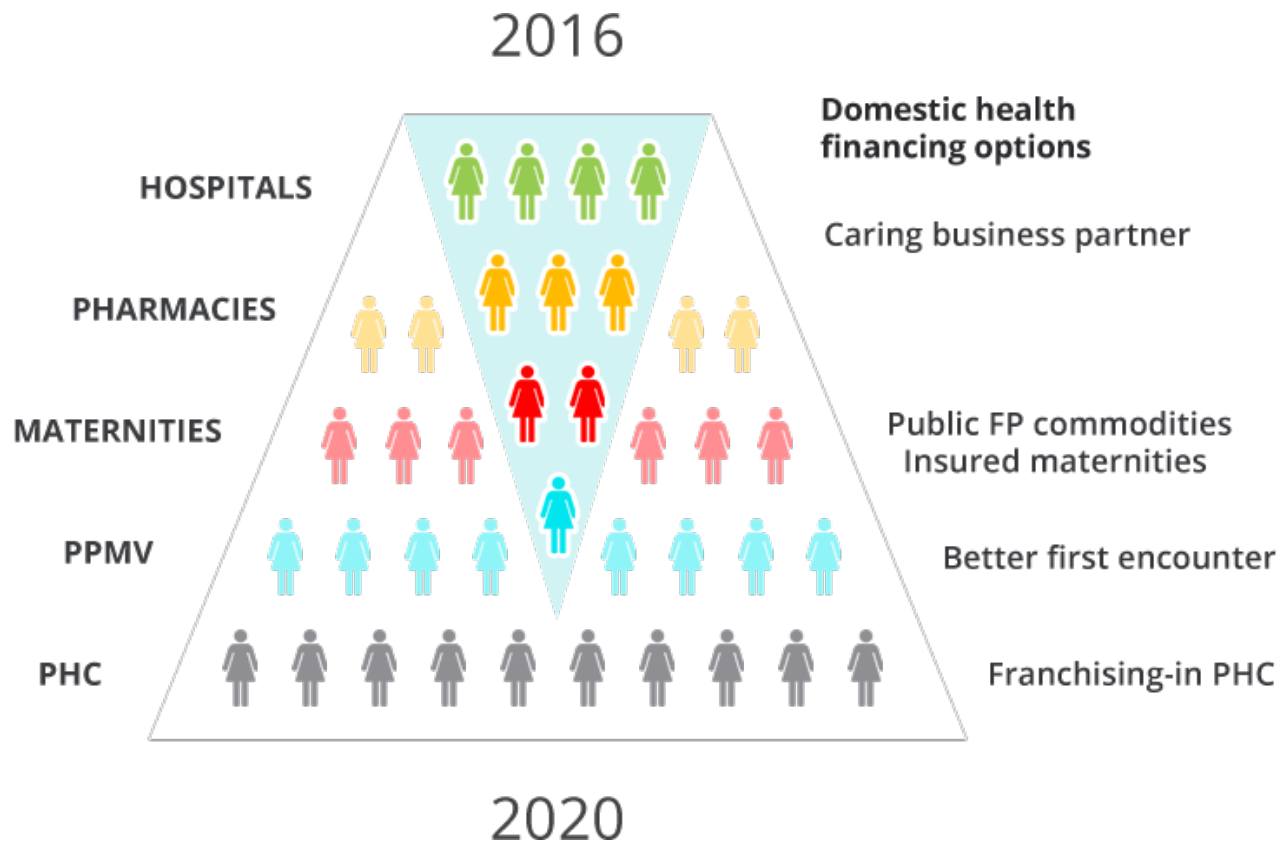 2016
Domestic health
financing options
HOSPITALS
Caring business partner
PHARMACIES
MATERNITIES
Public FP commodities
Insured maternities
PPMV
Better first encounter
PHC
Franchising-in PHC
2020